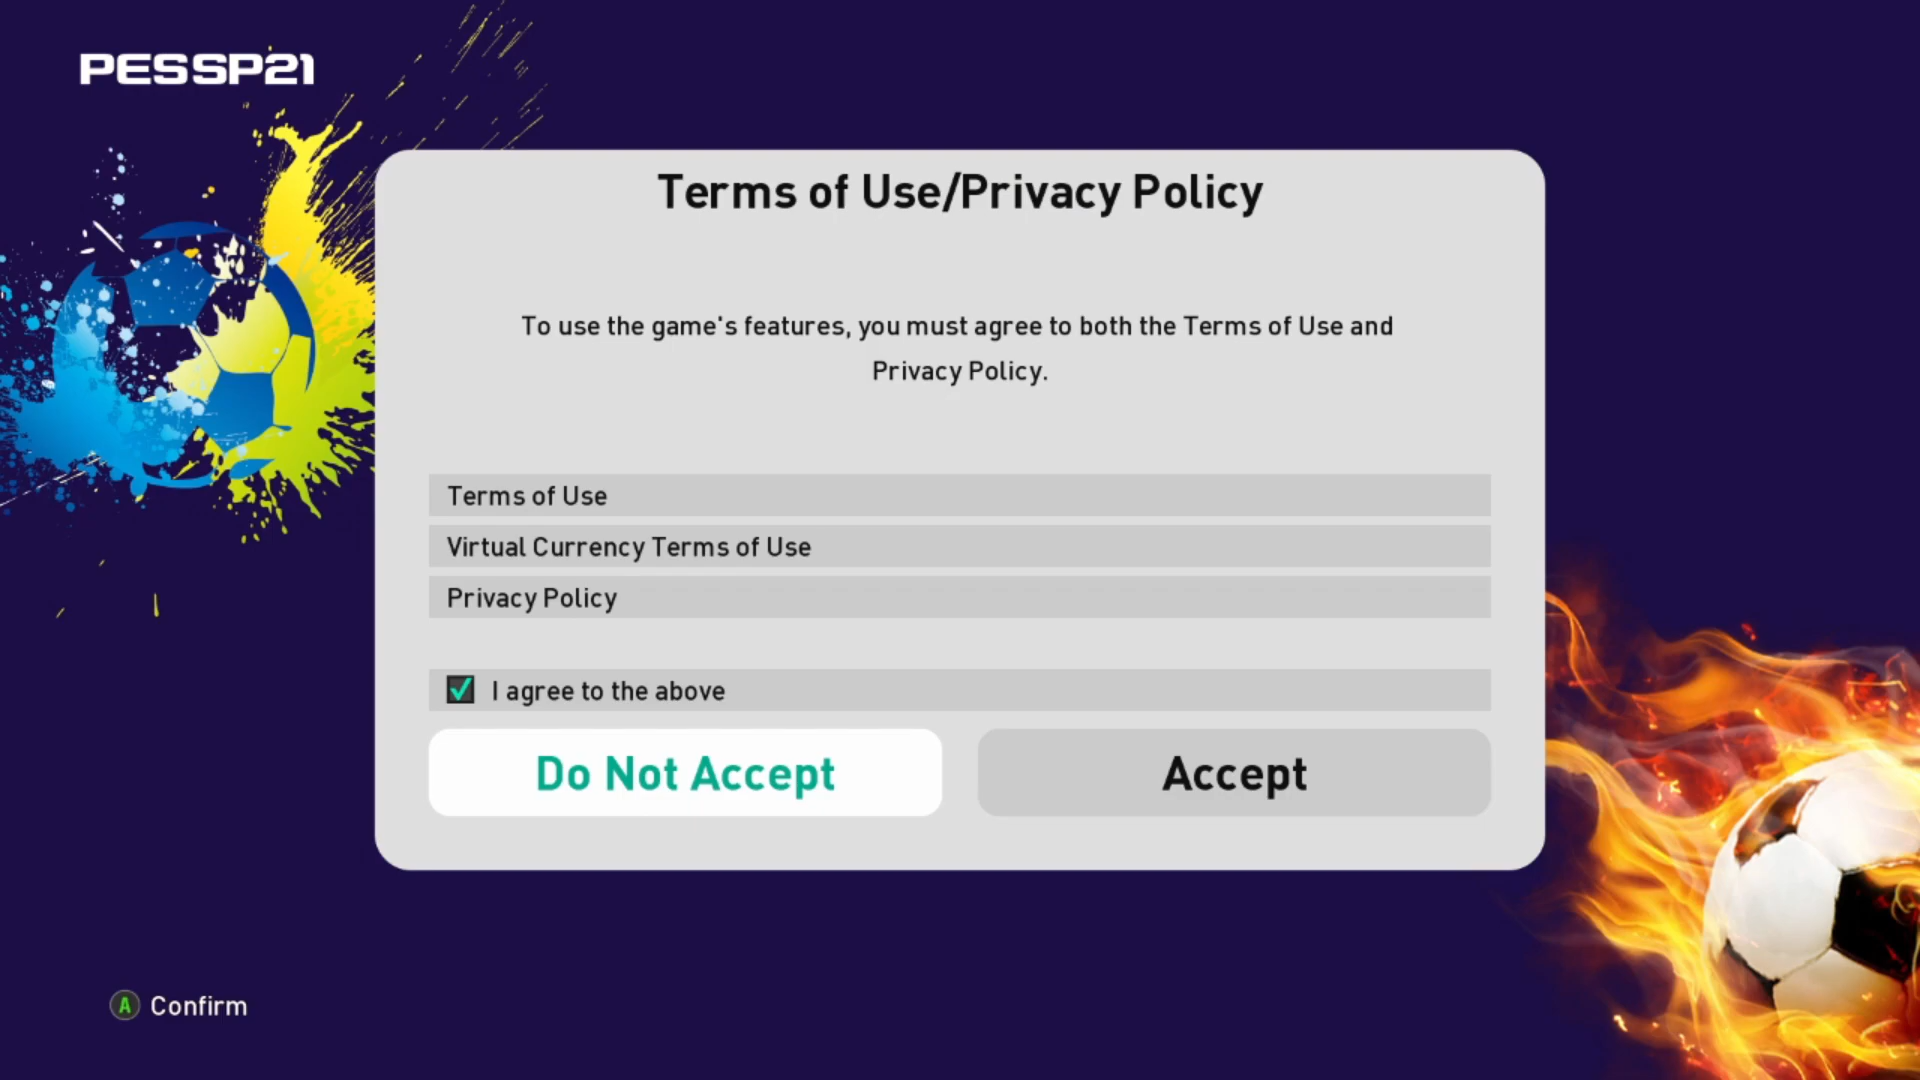 PESSP21
Terms of Use/Privacy Policy
To use the game's features, you must agree to both the Terms of Use and
Privacy Policy.
Terms of Use
Virtual Currency Terms of Use
Privacy Policy
I agree to the above
Do Not Accept
Accept
A Confirm